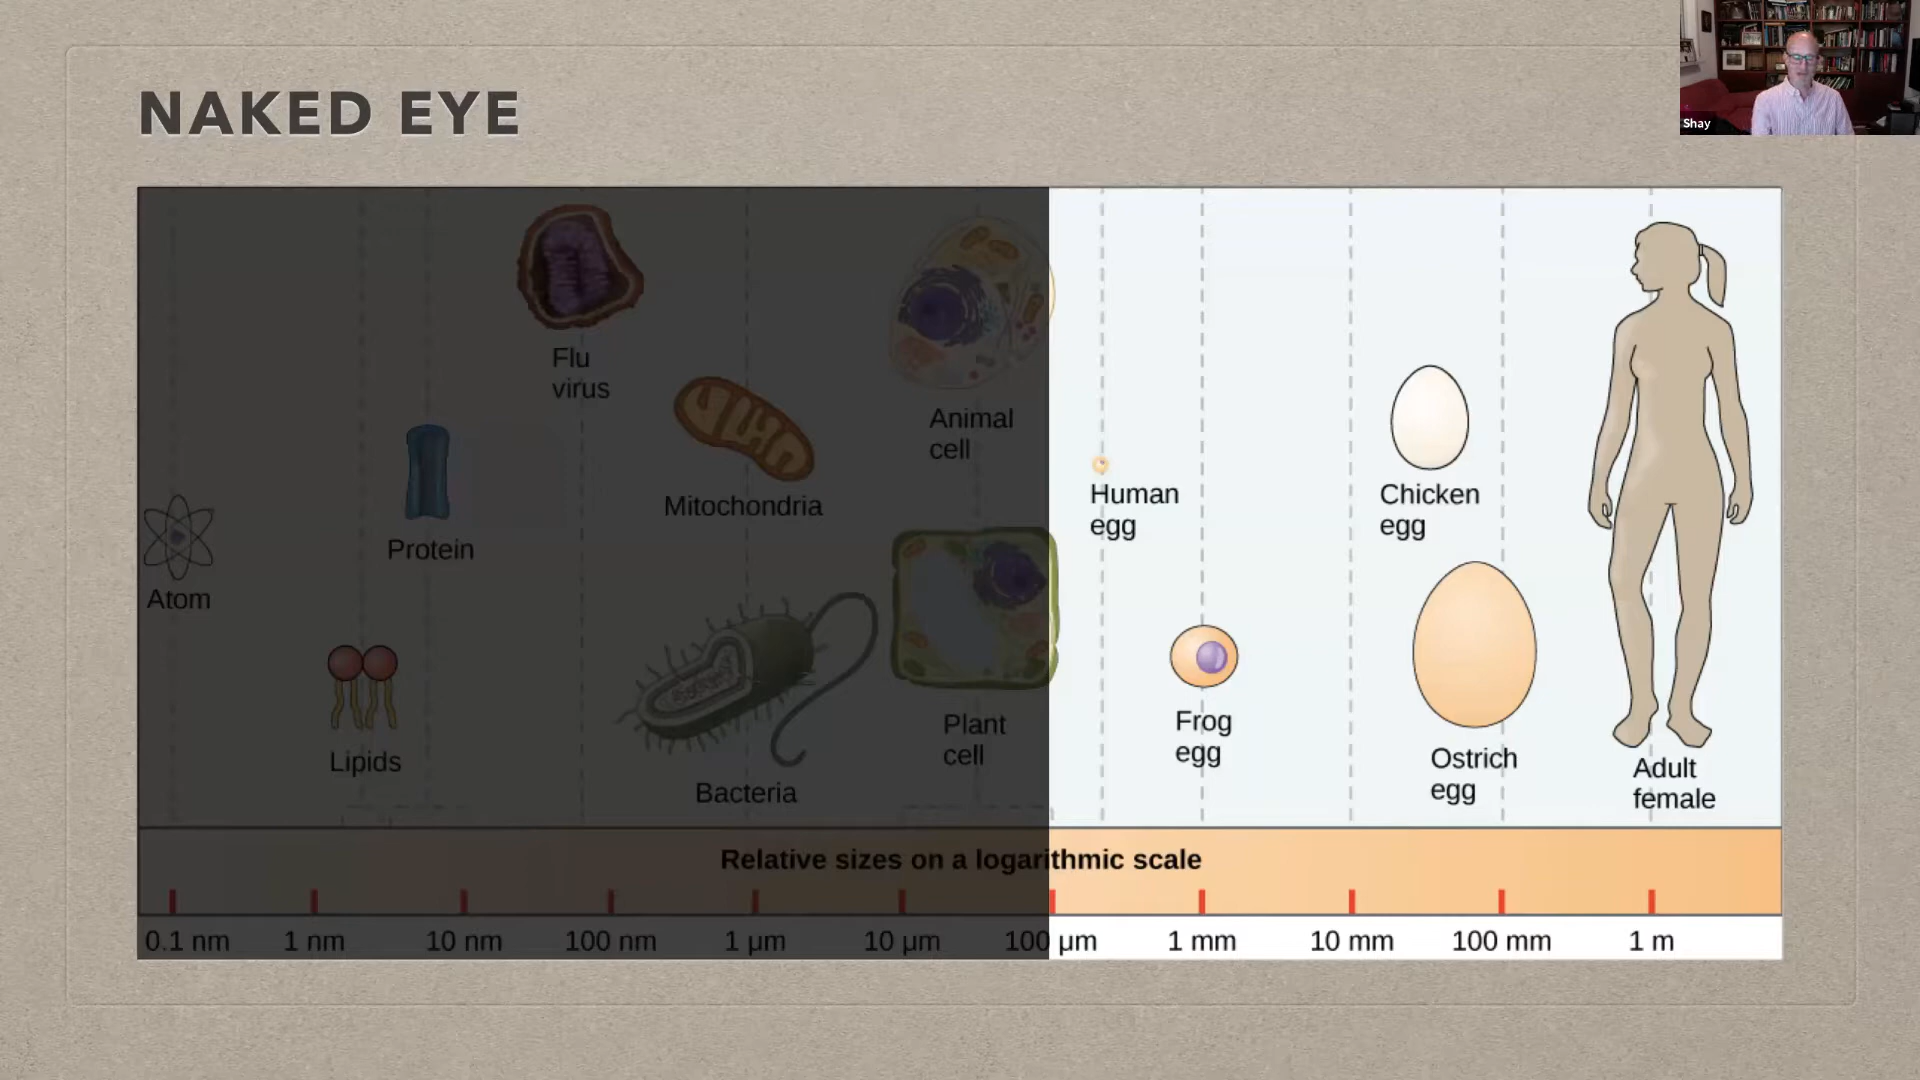 NAKED EYE
Shay
Flu
virus
Animal
cell
Mitochondria
Human
egg
Chicken
egg
Protein
Atom
Lipids
Bacteria
Plant
cell
Frog
egg
Ostrich
egg
Adult
female
Relative sizes on a logarithmic scale
0.1 nm 1 nm 10 nm 100 nm 1 µm 10 µm 100 µm 1 mm 10 mm 100 mm 1 m